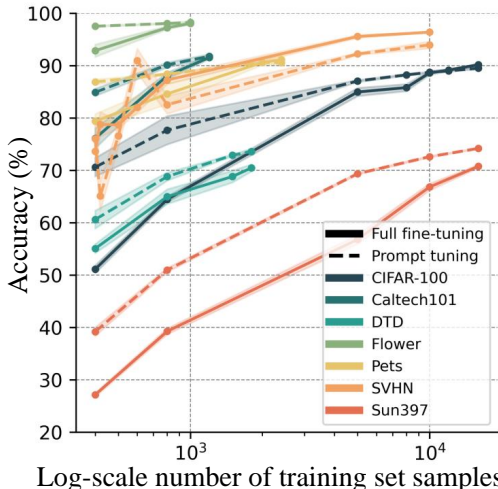 100
90
80
70
60
50
40
30
20
Accuracy (%)
Full fine-tuning
Prompt tuning
CIFAR-100
Caltech101
DTD
Flower
Pets
SVHN
Sun397
10³
10⁴
Log-scale number of training set samples